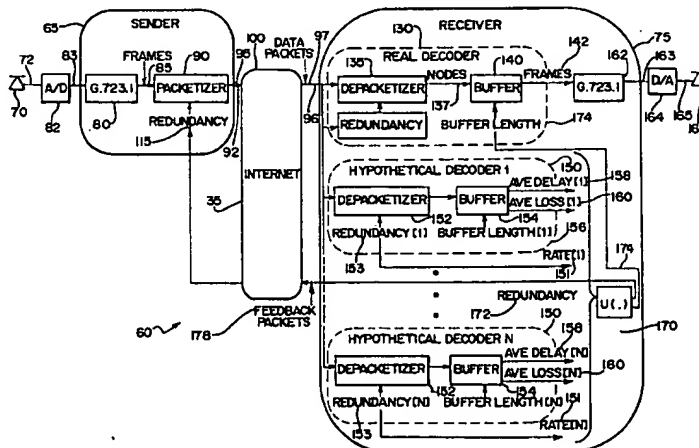 SENDER
65
72
83
FRAMES
85
90
95
A/D
G.723.1
PACKETIZER
70
82
80
REDUNDANCY
115
92
100
DATA PACKETS
97
96
INTERNET
35
RECEIVER
130
REAL DECODER
135
NODES
140
142
FRAMES
162
75
163
DEPACKETIZER
137
BUFFER
G.723.1
D/A
164
165
REDUNDANCY
BUFFER LENGTH
174
HYPOTHETICAL DECODER 1
150
AVE DELAY[1]
158
DEPACKETIZER
BUFFER
AVE LOSS[1]
160
152
154
REDUNDANCY[1]
153
BUFFER LENGTH[1]
156
RATE[1]
151
174
REDUNDANCY
172
U(.)
170
FEEDBACK
PACKETS
178
60
HYPOTHETICAL DECODER N
150
158
AVE DELAY[N]
DEPACKETIZER
BUFFER
AVE LOSS[N]
160
152
154
REDUNDANCY[N]
153
BUFFER LENGTH[N]
151
RATE[N]